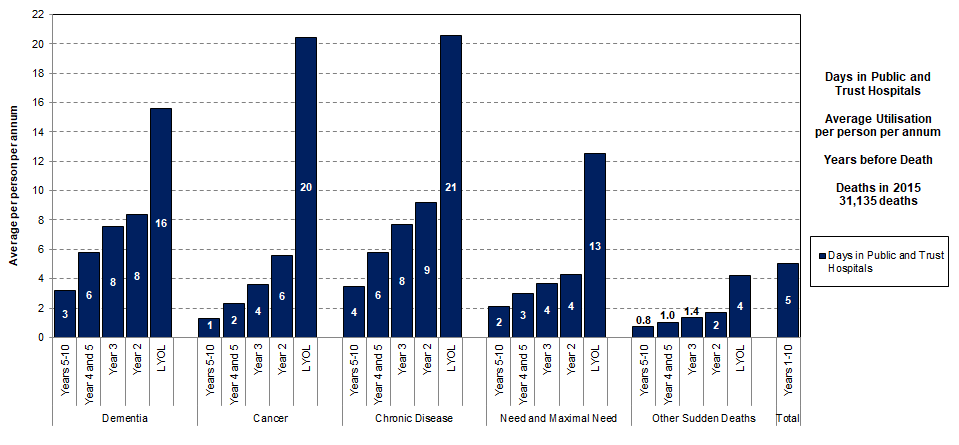 22
20
18
16
14
12
10
8
6
4
2
0
Average per person per annum
3
6
8
8
16
1
2
4
6
20
4
6
8
9
21
2
3
4
4
13
0.8
1.0
1.4
2
4
5
Years 5-10
Year 4 and 5
Year 3
Year 2
LYOL
Years 5-10
Year 4 and 5
Year 3
Year 2
LYOL
Years 5-10
Year 4 and 5
Year 3
Year 2
LYOL
Years 5-10
Year 4 and 5
Year 3
Year 2
LYOL
Years 5-10
Year 4 and 5
Year 3
Year 2
LYOL
Years 1-10
Dementia
Cancer
Chronic Disease
Need and Maximal Need
Other Sudden Deaths
Total
Days in Public and
Trust Hospitals
Average Utilisation
per person per annum
Years before Death
Deaths in 2015
31,135 deaths
Days in Public and Trust
Hospitals